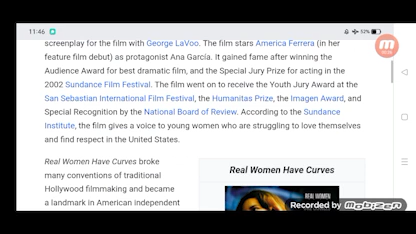 11:46
52%
screenplay for the film with George LaVoo. The film stars America Ferrera (in her
feature film debut) as protagonist Ana García. It gained fame after winning the
Audience Award for best dramatic film, and the Special Jury Prize for acting in the
2002 Sundance Film Festival. The film went on to receive the Youth Jury Award at the
San Sebastian International Film Festival, the Humanitas Prize, the Imagen Award, and
Special Recognition by the National Board of Review. According to the Sundance
Institute, the film gives a voice to young women who are struggling to love themselves
and find respect in the United States.
Real Women Have Curves broke
many conventions of traditional
Hollywood filmmaking and became
a landmark in American independent
Real Women Have Curves
REAL WOMEN
HAVE CURVES
Recorded by Mobizen